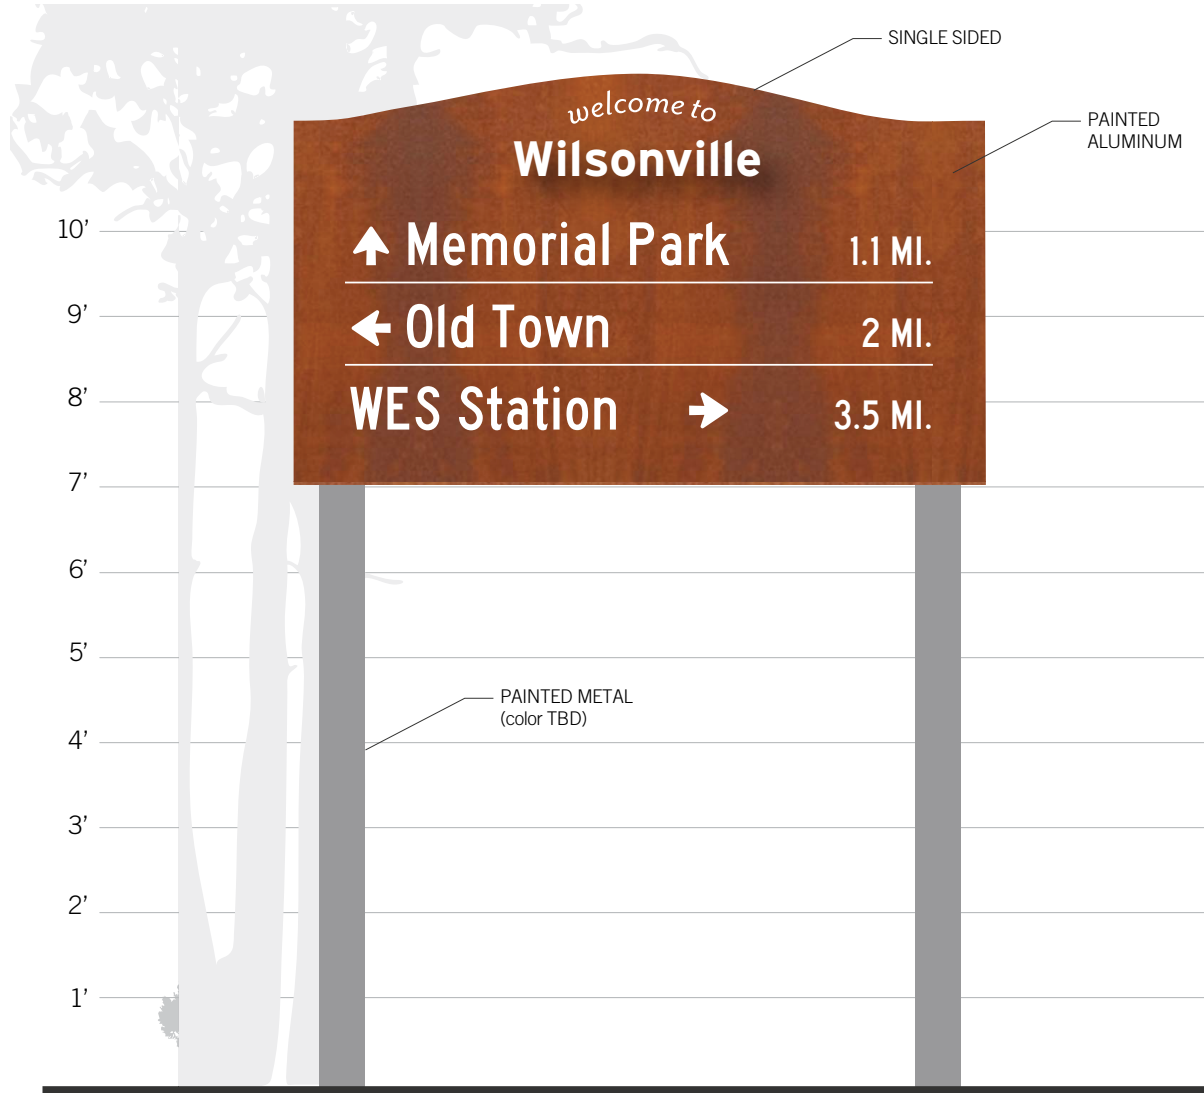 SINGLE SIDED
PAINTED
ALUMINUM
welcome to
Wilsonville
Memorial Park 1.1 MI.
Old Town 2 MI.
WES Station 3.5 MI.
10’
9’
8’
7’
6’
5’
4’
3’
2’
1’
PAINTED METAL
(color TBD)